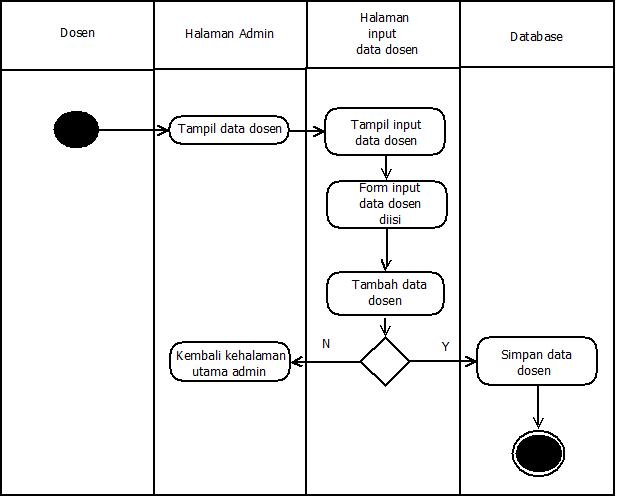 Dosen
Halaman Admin
Halaman
input
data dosen
Database
Tampil data dosen
Tampil input
data dosen
Form input
data dosen
diisi
Tambah data
dosen
N
Y
Kembali kehalaman
utama admin
Simpan data
dosen